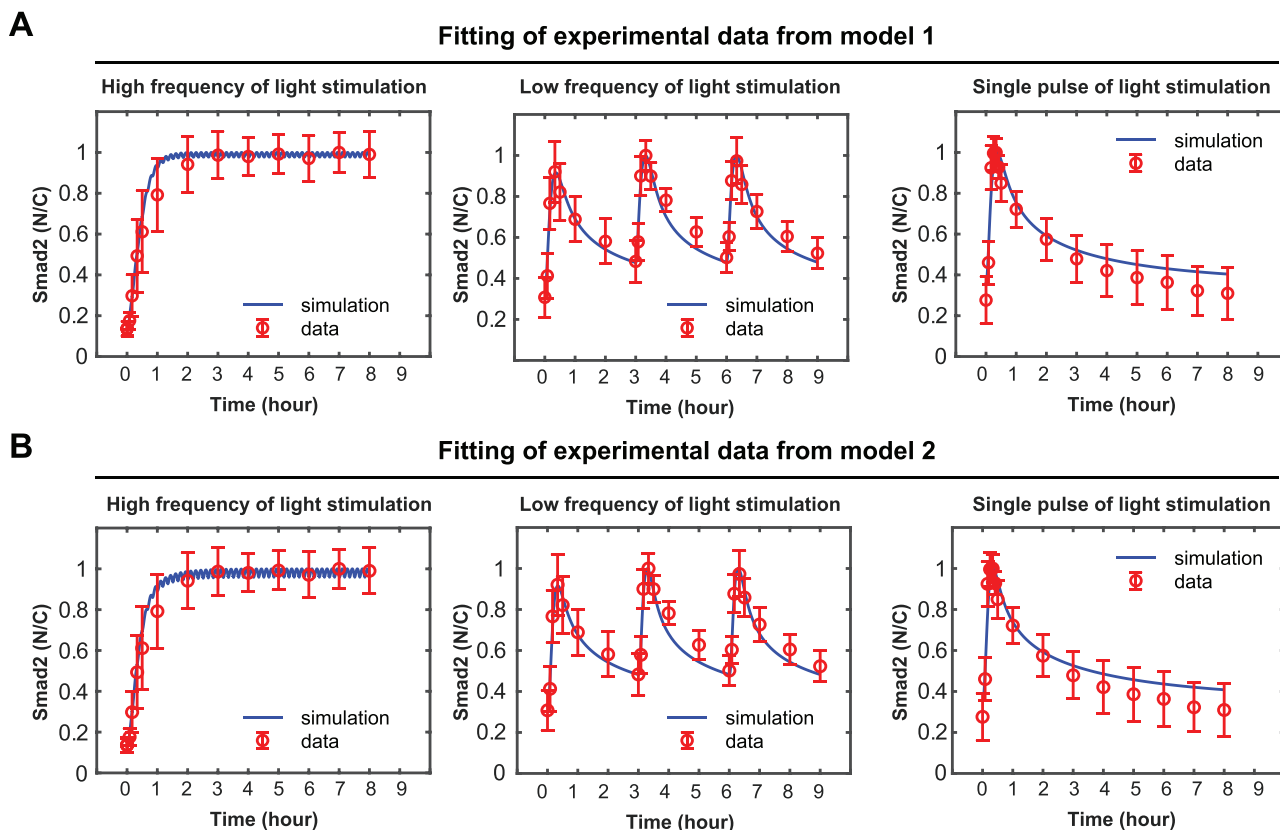 A
Fitting of experimental data from model 1
High frequency of light stimulation
Smad2 (N/C)
1
0.8
0.6
0.4
0.2
0
simulation
data
0 1 2 3 4 5 6 7 8 9
Time (hour)
Low frequency of light stimulation
Smad2 (N/C)
1
0.8
0.6
0.4
0.2
simulation
data
0 1 2 3 4 5 6 7 8 9
Time (hour)
Single pulse of light stimulation
Smad2 (N/C)
1
0.8
0.6
0.4
0.2
0
simulation
data
0 1 2 3 4 5 6 7 8 9
Time (hour)
B
Fitting of experimental data from model 2
High frequency of light stimulation
Smad2 (N/C)
1
0.8
0.6
0.4
0.2
0
simulation
data
0 1 2 3 4 5 6 7 8 9
Time (hour)
Low frequency of light stimulation
Smad2 (N/C)
1
0.8
0.6
0.4
0.2
0
simulation
data
0 1 2 3 4 5 6 7 8 9
Time (hour)
Single pulse of light stimulation
Smad2 (N/C)
1
0.8
0.6
0.4
0.2
0
simulation
data
0 1 2 3 4 5 6 7 8 9
Time (hour)